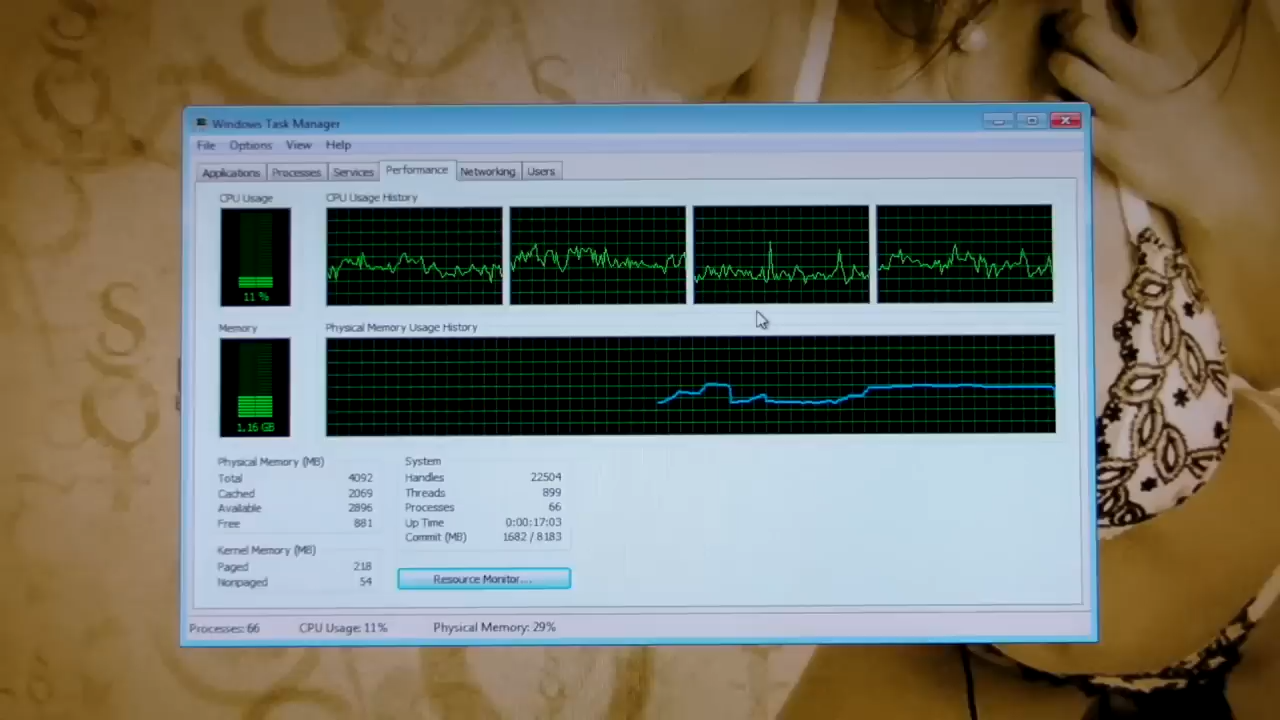 Windows Task Manager
File Options View Help
Applications Processes Services Performance Networking Users
CPU Usage CPU Usage History
11 %
Memory Physical Memory Usage History
1.16 GB
Physical Memory (MB)
Total 4092
Cached 2069
Available 2896
Free 881
Kernel Memory (MB)
Paged 218
Nonpaged 54
System
Handles 22504
Threads 899
Processes 66
Up Time 0:00:17:03
Commit (MB) 1682 / 8183
Resource Monitor...
Processes: 66 CPU Usage: 11% Physical Memory: 29%